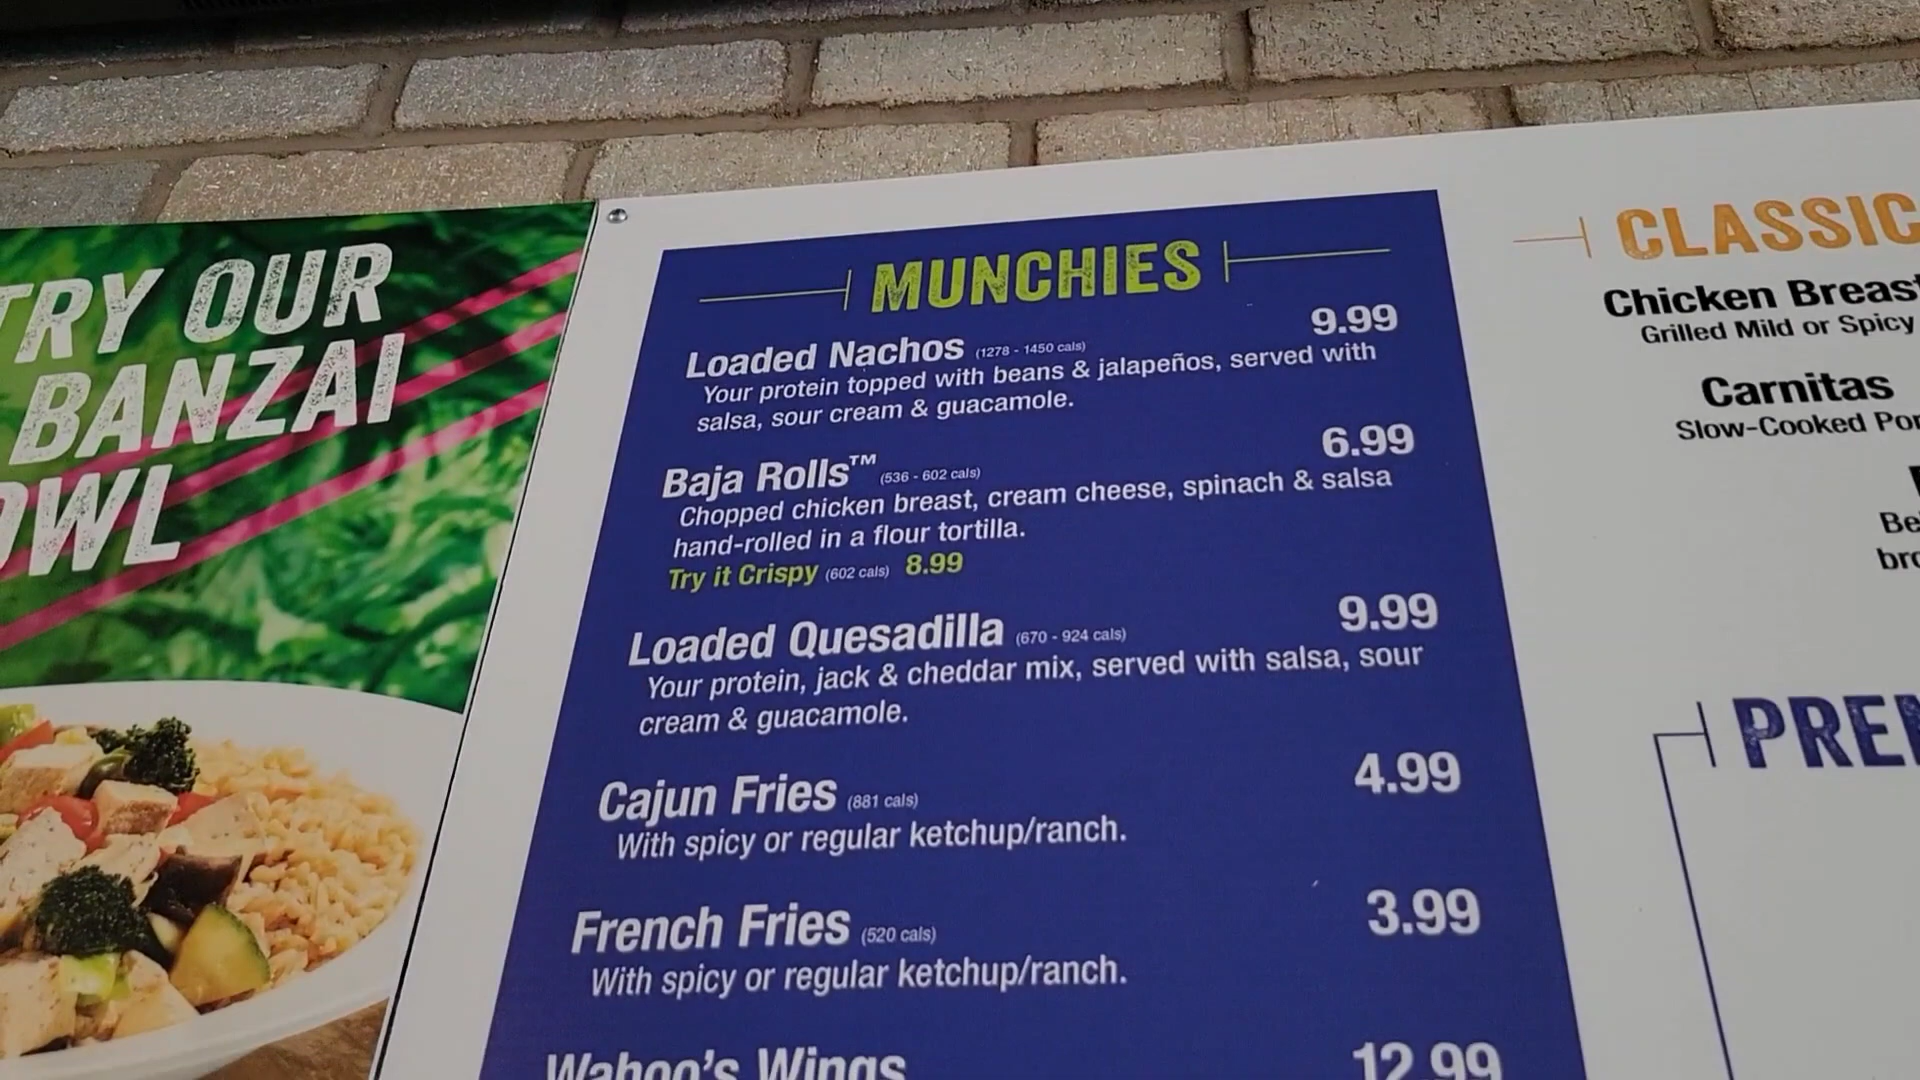 TRY OUR
BANZAI
MUNCHIES
Loaded Nachos (1278 - 1450 cals) 9.99
Your protein topped with beans & jalapeños, served with
salsa, sour cream & guacamole.
Baja Rolls™ (536 - 602 cals) 6.99
Chopped chicken breast, cream cheese, spinach & salsa
hand-rolled in a flour tortilla.
Try it Crispy (602 cals) 8.99
Loaded Quesadilla (670 - 924 cals) 9.99
Your protein, jack & cheddar mix, served with salsa, sour
cream & guacamole.
Cajun Fries (881 cals) 4.99
With spicy or regular ketchup/ranch.
French Fries (520 cals) 3.99
With spicy or regular ketchup/ranch.
Wahoo's Wings 12.99
CLASSIC
Chicken Breast
Grilled Mild or Spicy
Carnitas
Slow-Cooked